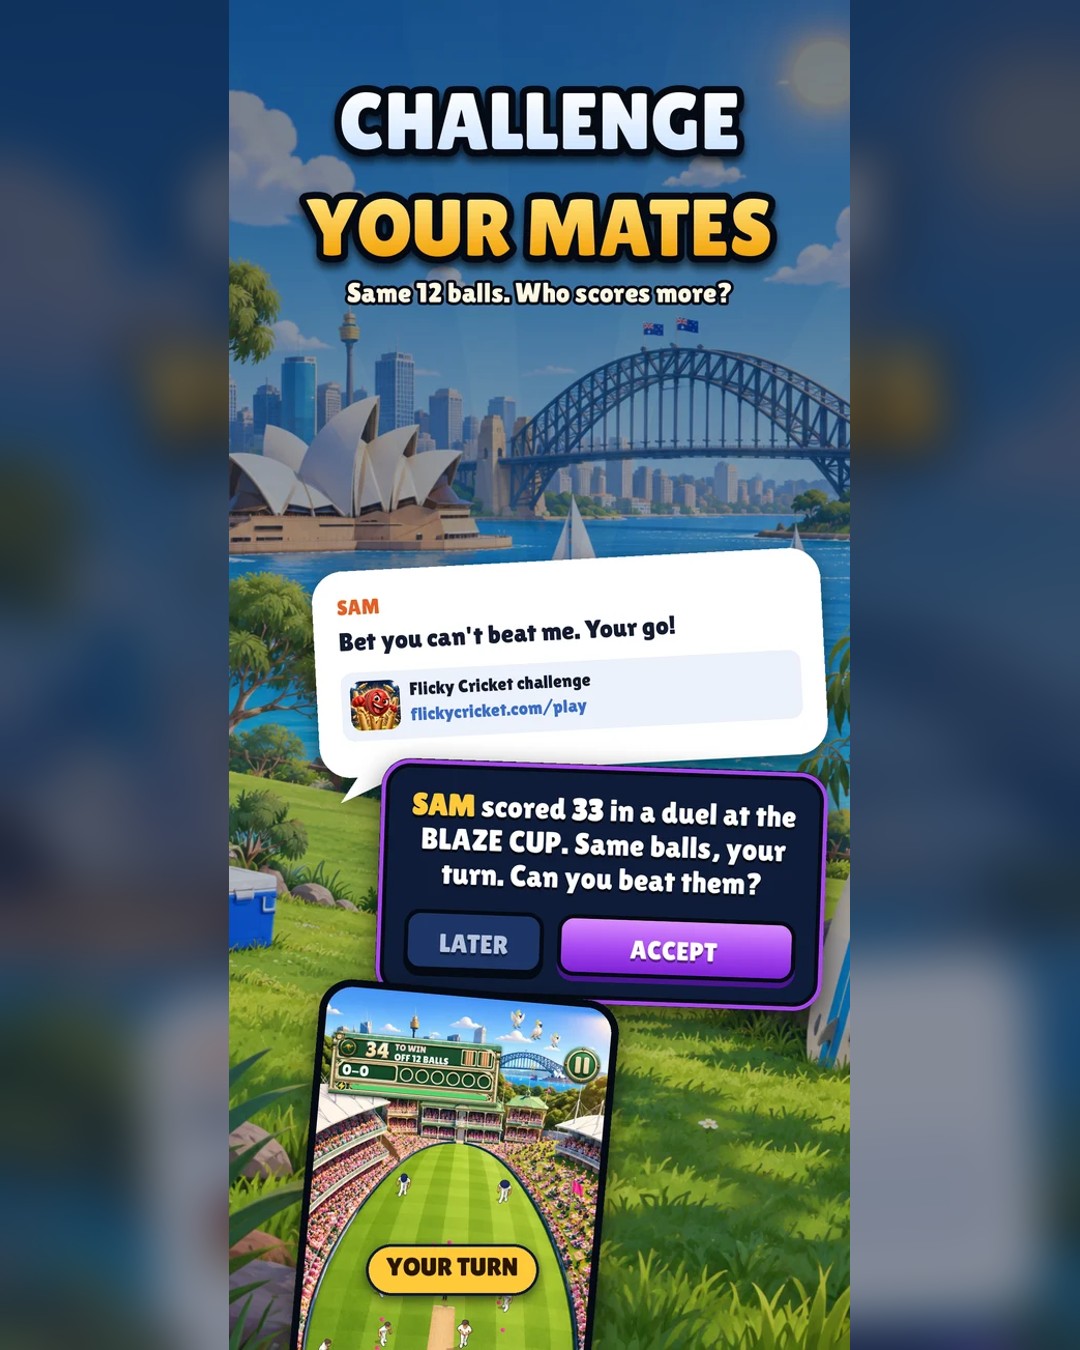 CHALLENGE
YOUR MATES
Same 12 balls. Who scores more?
SAM
Bet you can't beat me. Your go!
Flicky Cricket challenge
flickycricket.com/play
SAM scored 33 in a duel at the
BLAZE CUP. Same balls, your
turn. Can you beat them?
LATER
ACCEPT
34 TO WIN
OFF 12 BALLS
0–0
YOUR TURN